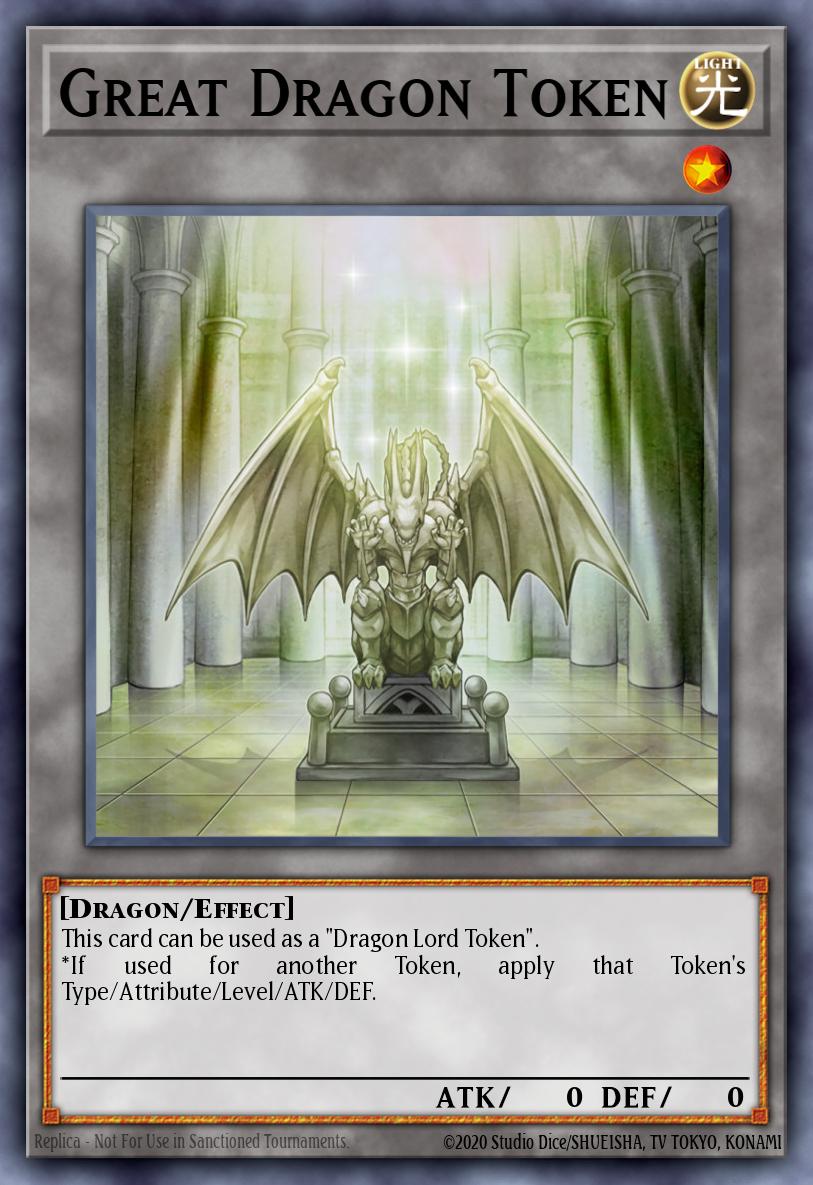 Great Dragon Token
LIGHT
光
[Dragon/Effect]
This card can be used as a "Dragon Lord Token".
*If used for another Token, apply that Token's
Type/Attribute/Level/ATK/DEF.
ATK/ 0 DEF/ 0
Replica - Not For Use in Sanctioned Tournaments.
©2020 Studio Dice/SHUEISHA, TV TOKYO, KONAMI